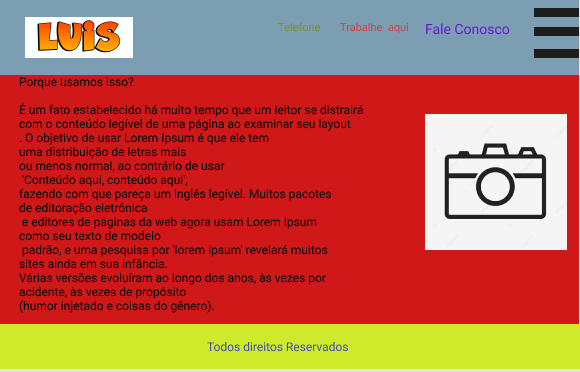 LUIS
Telefone Trabalhe aqui Fale Conosco
Porque usamos isso?
É um fato estabelecido há muito tempo que um leitor se distrairá
com o conteúdo legível de uma página ao examinar seu layout
. O objetivo de usar Lorem Ipsum é que ele tem
uma distribuição de letras mais
ou menos normal, ao contrário de usar
'Conteúdo aqui, conteúdo aqui',
fazendo com que pareça um inglês legível. Muitos pacotes
de editoração eletrônica
e editores de páginas da web agora usam Lorem Ipsum
como seu texto de modelo
padrão, e uma pesquisa por 'lorem ipsum' revelará muitos
sites ainda em sua infância.
Várias versões evoluíram ao longo dos anos, às vezes por
acidente, às vezes de propósito
(humor injetado e coisas do gênero).
Todos direitos Reservados